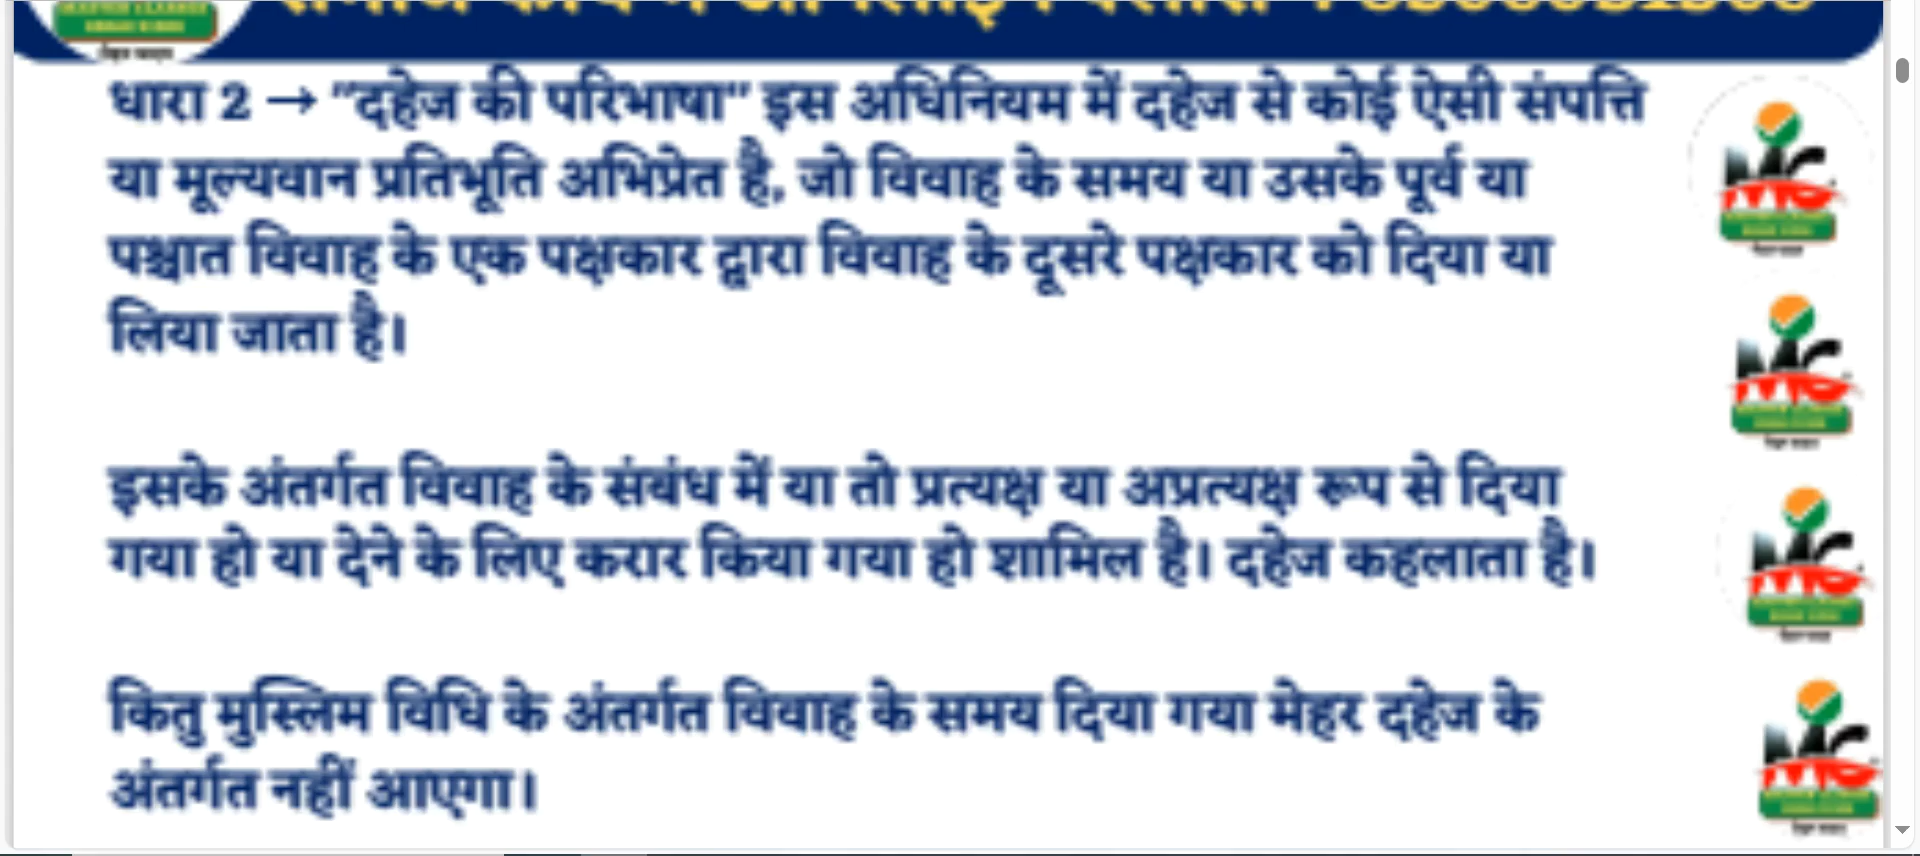 धारा 2 → "दहेज की परिभाषा" इस अधिनियम में दहेज से कोई ऐसी संपत्ति
या मूल्यवान प्रतिभूति अभिप्रेत है, जो विवाह के समय या उसके पूर्व या
पश्चात विवाह के एक पक्षकार द्वारा विवाह के दूसरे पक्षकार को दिया या
लिया जाता है।
इसके अंतर्गत विवाह के संबंध में या तो प्रत्यक्ष या अप्रत्यक्ष रूप से दिया
गया हो या देने के लिए करार किया गया हो शामिल है। दहेज कहलाता है।
किंतु मुस्लिम विधि के अंतर्गत विवाह के समय दिया गया मेहर दहेज के
अंतर्गत नहीं आएगा।